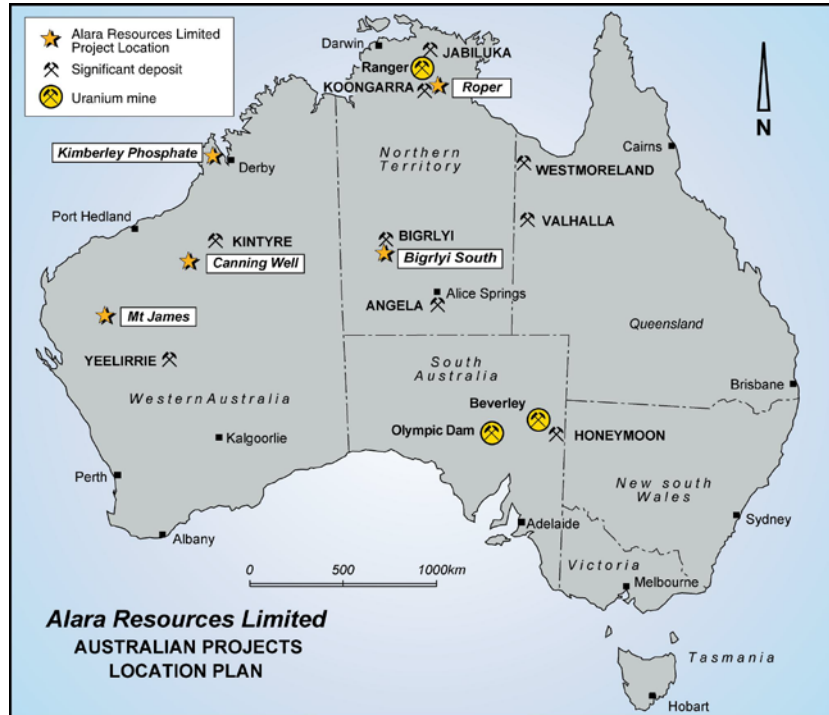 Alara Resources Limited
Project Location
Significant deposit
Uranium mine
Darwin
JABILUKA
Ranger
KOONGARRA
Roper
N
Kimberley Phosphate
Derby
Northern
Territory
Cairns
WESTMORELAND
Port Hedland
VALHALLA
KINTYRE
BIGRLYI
Canning Well
Bigrlyi South
Alice Springs
ANGELA
Mt James
Queensland
YEELIRRIE
South
Australia
Western Australia
Brisbane
Beverley
Olympic Dam
HONEYMOON
Kalgoorlie
Perth
New south
Wales
Sydney
Adelaide
Albany
Victoria
Melbourne
0 500 1000km
Alara Resources Limited
AUSTRALIAN PROJECTS
LOCATION PLAN
Tasmania
Hobart